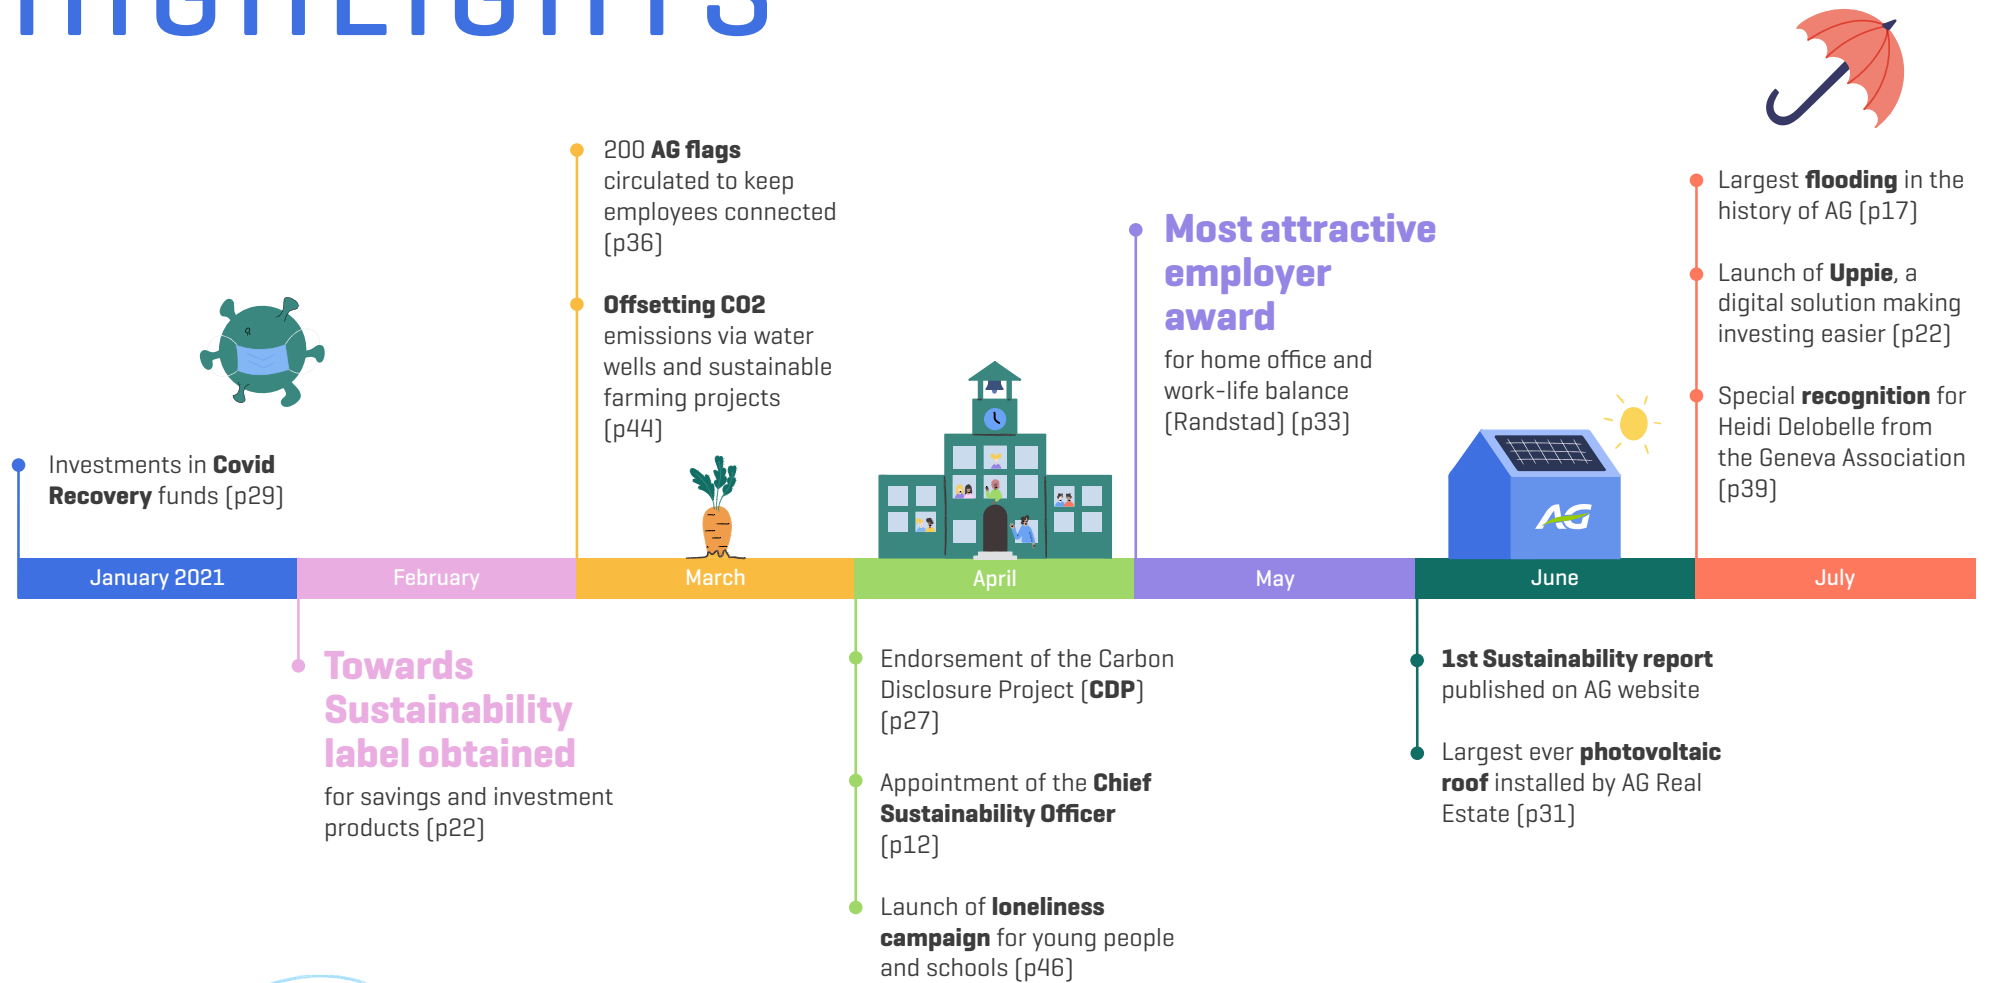 HIGHLIGHTS
200 AG flags
circulated to keep
employees connected
(p36)
Offsetting CO2
emissions via water
wells and sustainable
farming projects
(p44)
Most attractive
employer
award
for home office and
work-life balance
(Randstad) (p33)
Largest flooding in the
history of AG (p17)
Launch of Uppie, a
digital solution making
investing easier (p22)
Special recognition for
Heidi Delobelle from
the Geneva Association
(p39)
Investments in Covid
Recovery funds (p29)
AG
January 2021
February
March
April
May
June
July
Towards
Sustainability
label obtained
for savings and investment
products (p22)
Endorsement of the Carbon
Disclosure Project (CDP)
(p27)
Appointment of the Chief
Sustainability Officer
(p12)
Launch of loneliness
campaign for young people
and schools (p46)
1st Sustainability report
published on AG website
Largest ever photovoltaic
roof installed by AG Real
Estate (p31)